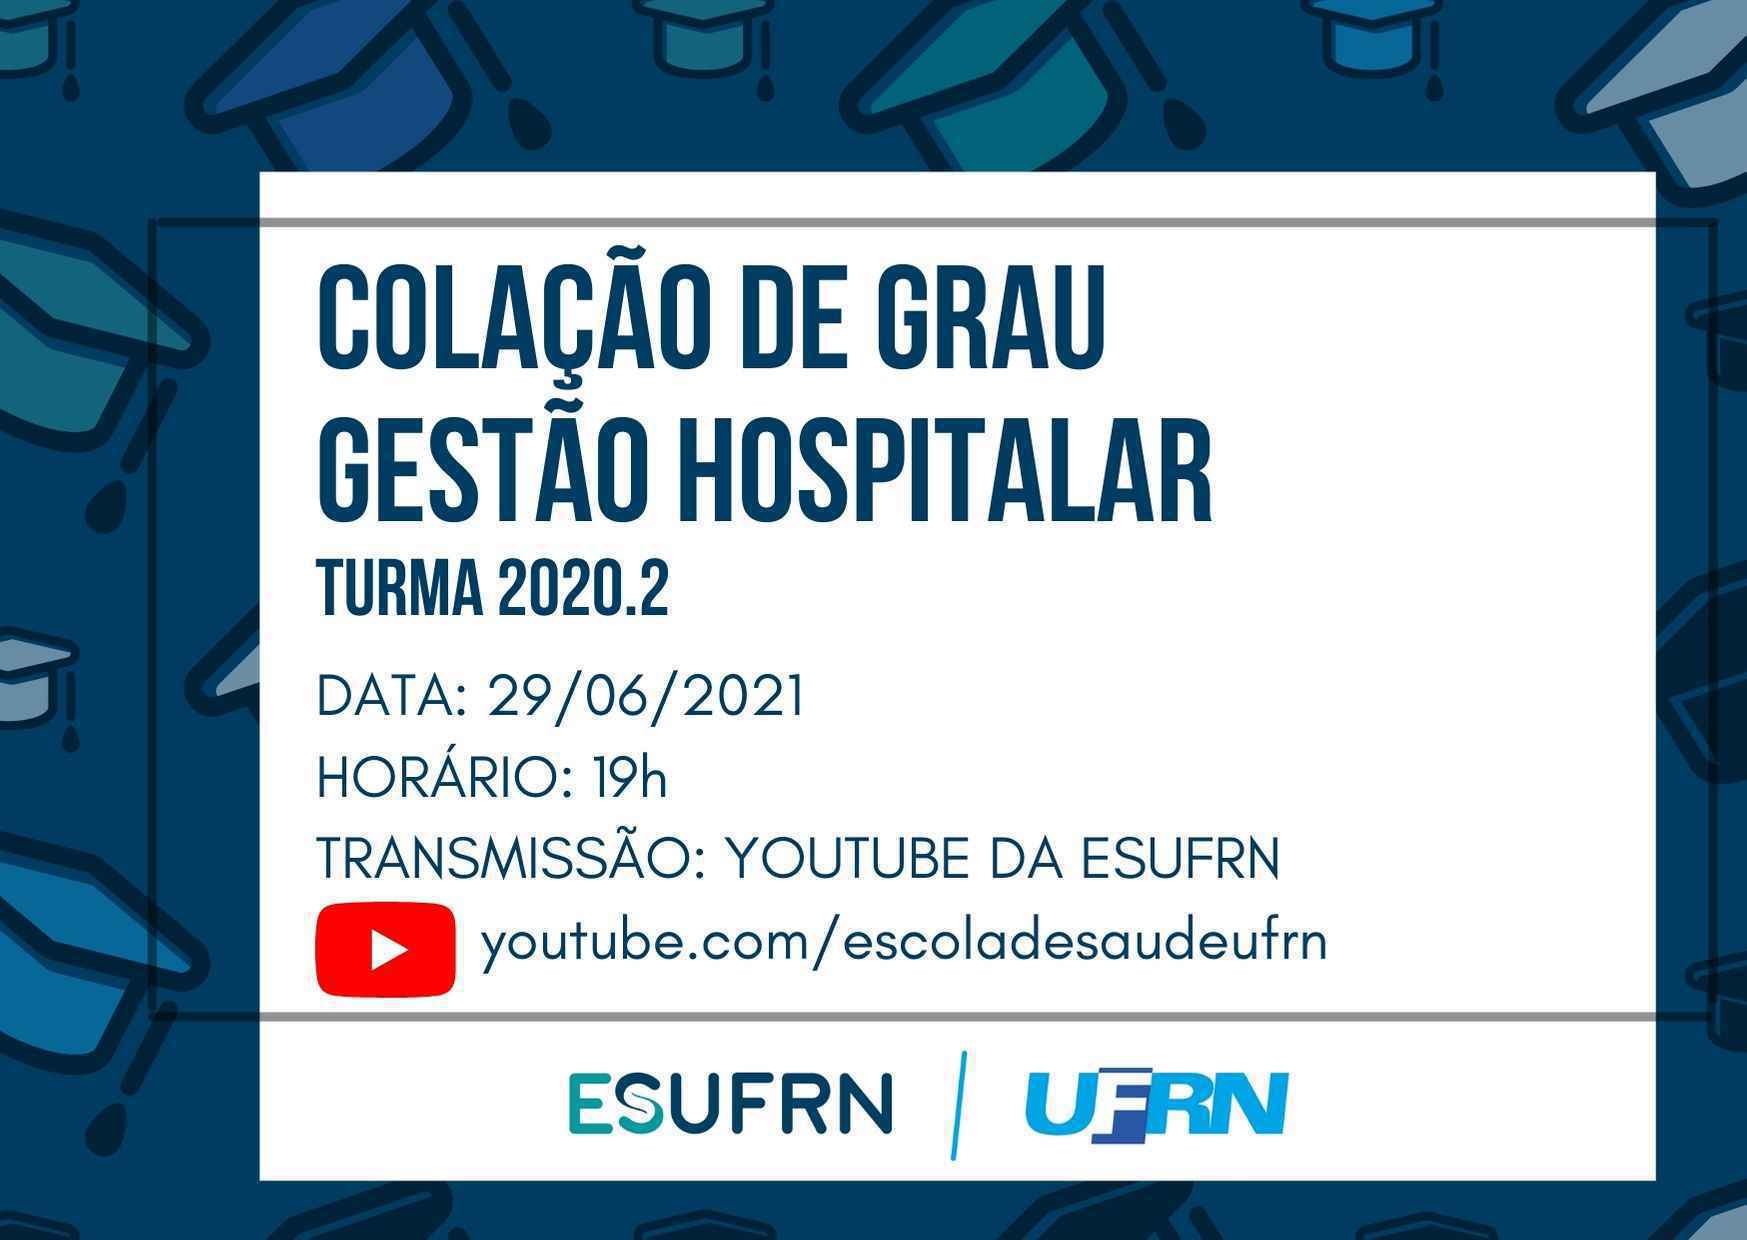 COLAÇÃO DE GRAU
GESTÃO HOSPITALAR
TURMA 2020.2
DATA: 29/06/2021
HORÁRIO: 19h
TRANSMISSÃO: YOUTUBE DA ESUFRN
youtube.com/escoladesaudeufrn
ESUFRN UFRN